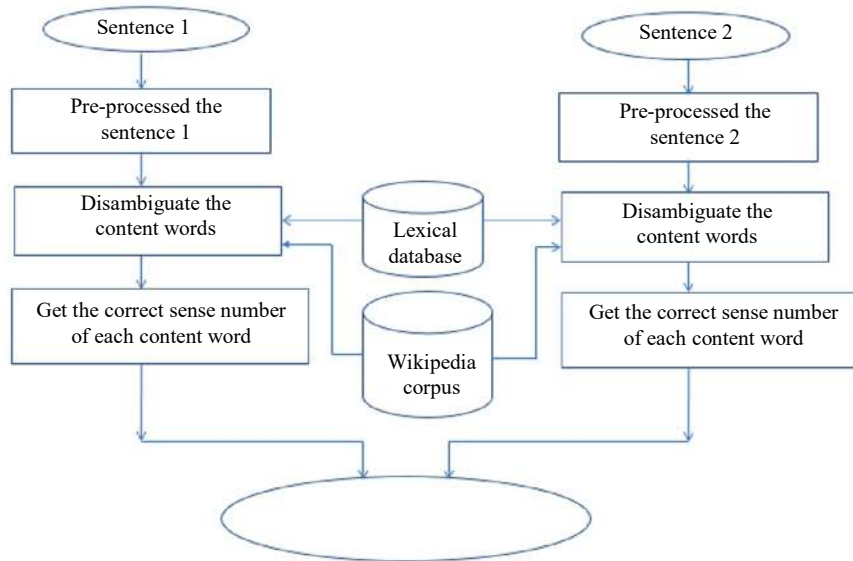 Sentence 1
Sentence 2
Pre-processed the
sentence 1
Pre-processed the
sentence 2
Disambiguate the
content words
Lexical
database
Disambiguate the
content words
Get the correct sense number
of each content word
Wikipedia
corpus
Get the correct sense number
of each content word